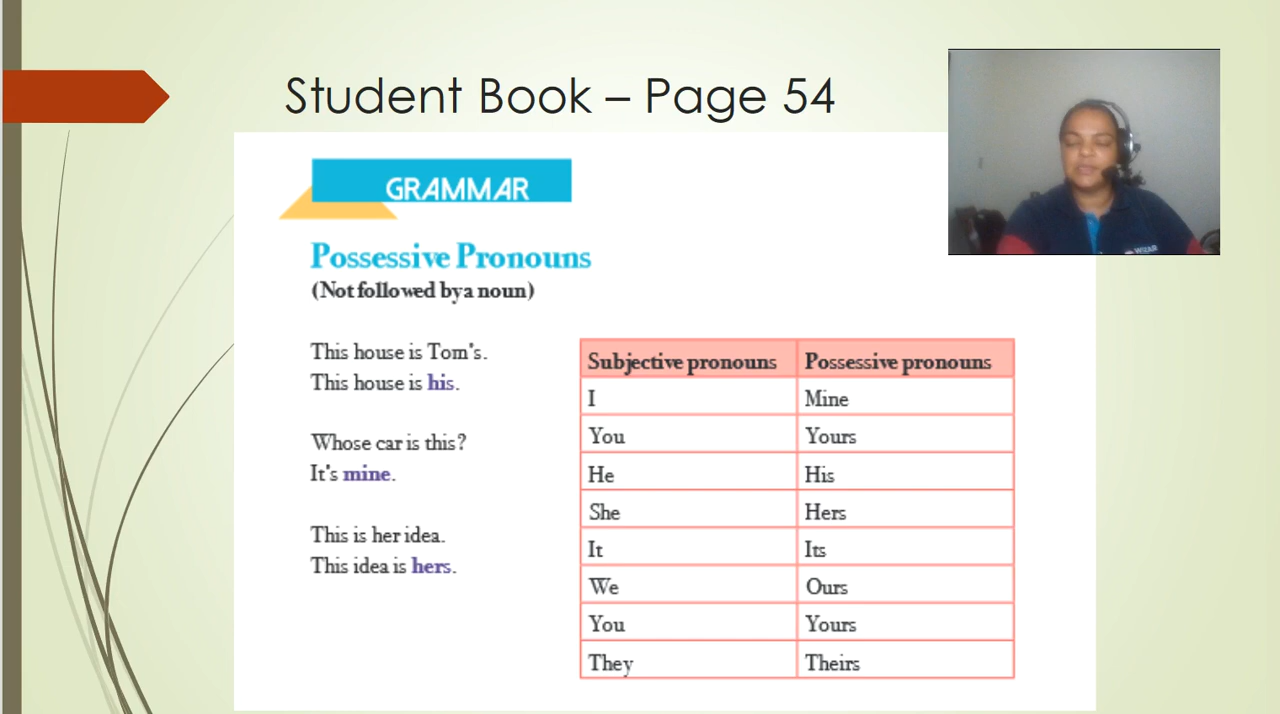 Student Book – Page 54
GRAMMAR
Possessive Pronouns
(Not followed by a noun)
This house is Tom's.
This house is his.
Whose car is this?
It's mine.
This is her idea.
This idea is hers.
Subjective pronouns Possessive pronouns
I Mine
You Yours
He His
She Hers
It Its
We Ours
You Yours
They Theirs